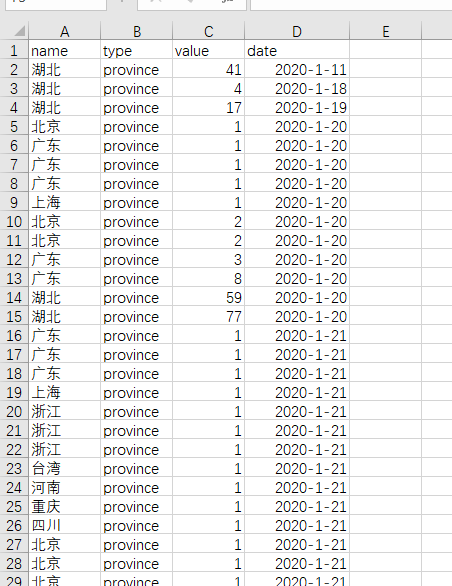 A B C D E
1 name type value date
2 湖北 province 41 2020-1-11
3 湖北 province 4 2020-1-18
4 湖北 province 17 2020-1-19
5 北京 province 1 2020-1-20
6 广东 province 1 2020-1-20
7 广东 province 1 2020-1-20
8 广东 province 1 2020-1-20
9 上海 province 1 2020-1-20
10 北京 province 2 2020-1-20
11 北京 province 2 2020-1-20
12 广东 province 3 2020-1-20
13 广东 province 8 2020-1-20
14 湖北 province 59 2020-1-20
15 湖北 province 77 2020-1-20
16 广东 province 1 2020-1-21
17 广东 province 1 2020-1-21
18 广东 province 1 2020-1-21
19 上海 province 1 2020-1-21
20 浙江 province 1 2020-1-21
21 浙江 province 1 2020-1-21
22 浙江 province 1 2020-1-21
23 台湾 province 1 2020-1-21
24 河南 province 1 2020-1-21
25 重庆 province 1 2020-1-21
26 四川 province 1 2020-1-21
27 北京 province 1 2020-1-21
28 北京 province 1 2020-1-21
29 北京 province 1 2020-1-21